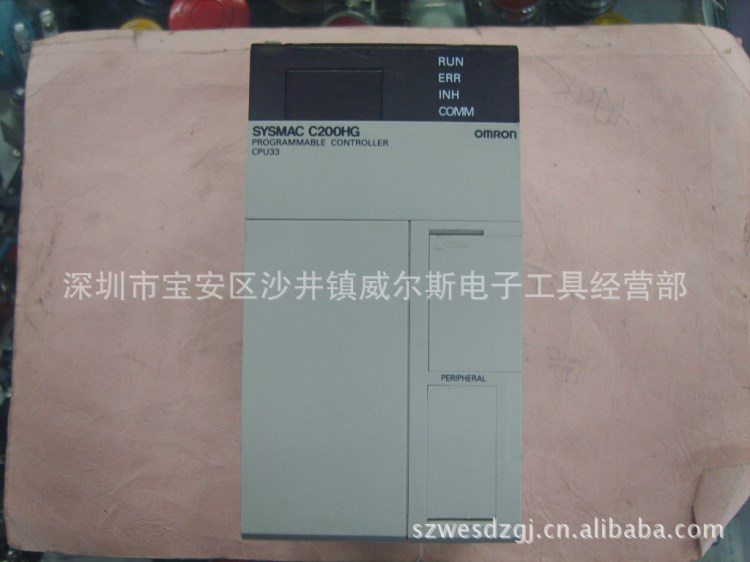 RUN
ERR
INH
COMM
SYSMAC C200HG
OMRON
PROGRAMMABLE CONTROLLER
CPU33
深圳市宝安区沙井镇威尔斯电子工具经营部
PERIPHERAL
szwesdzgj.cn.alibaba.com